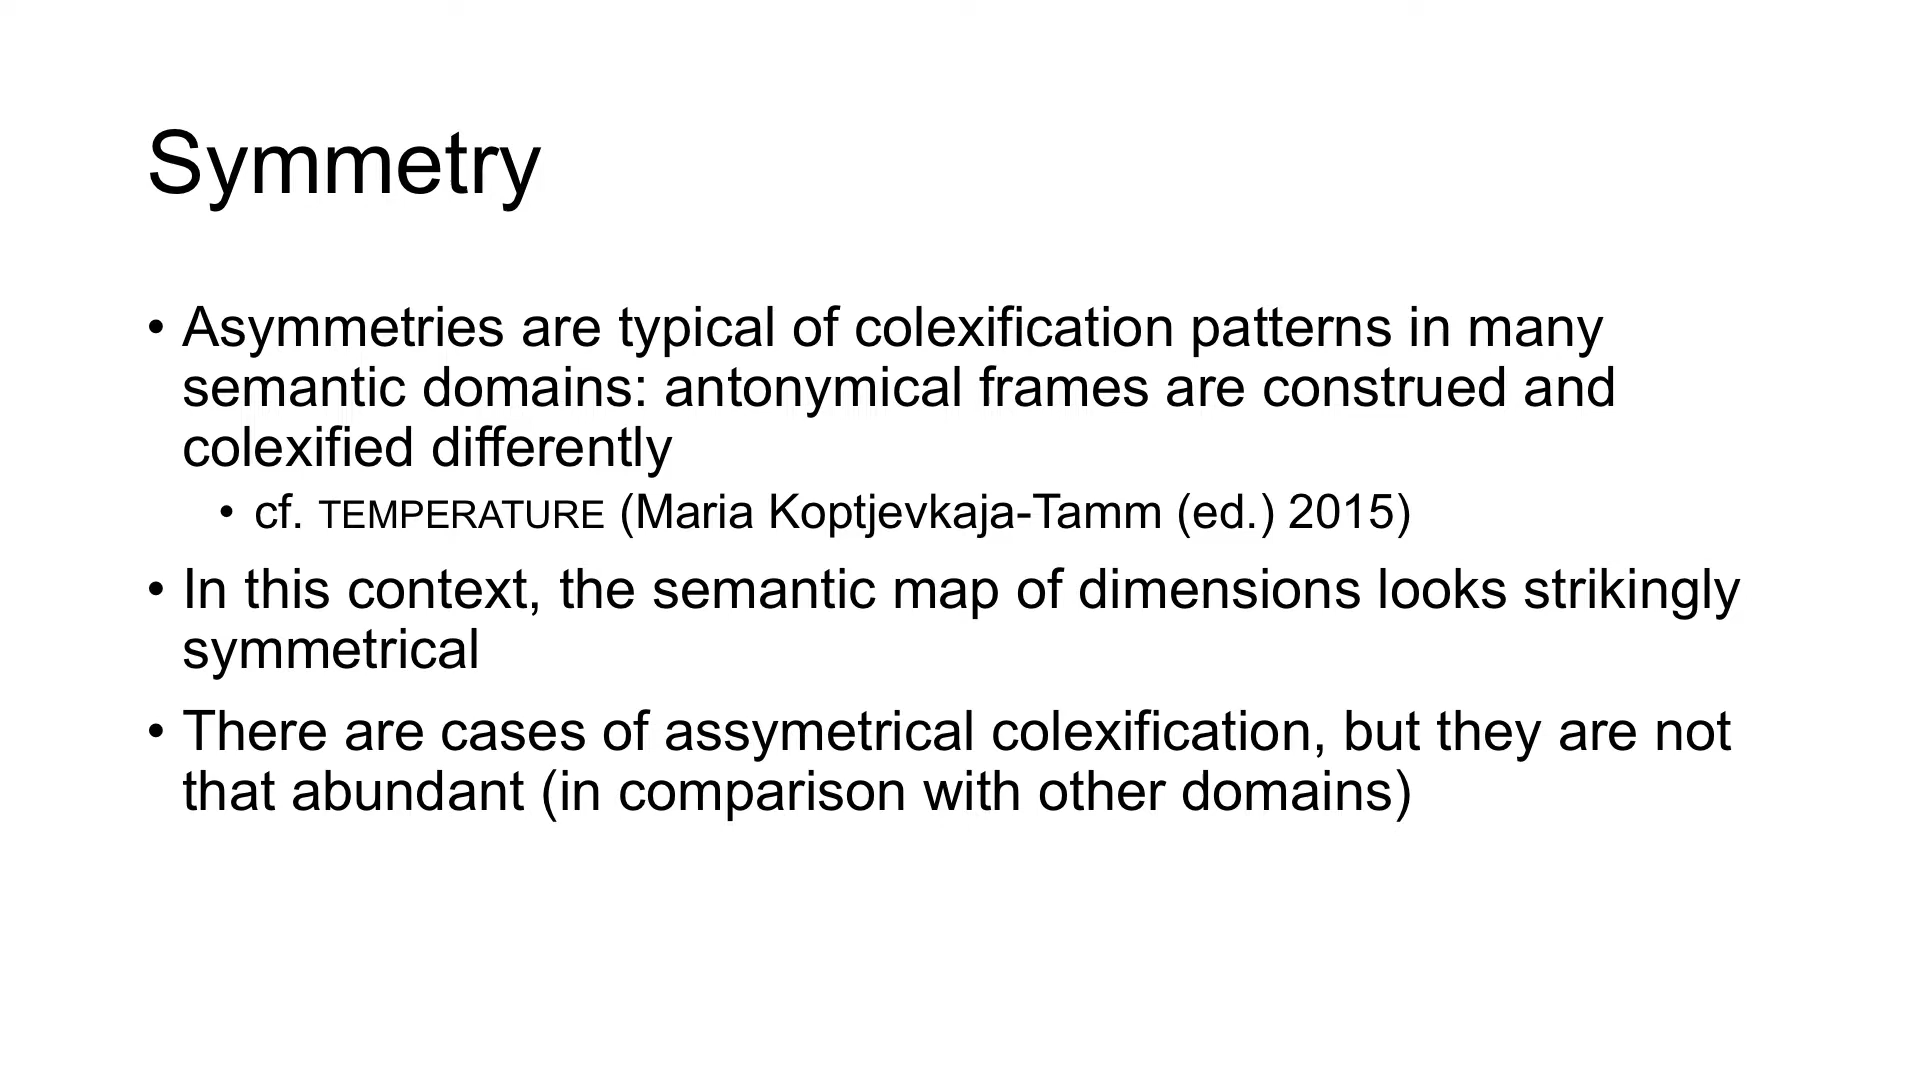 Symmetry
• Asymmetries are typical of colexification patterns in many
semantic domains: antonymical frames are construed and
colexified differently
• cf. TEMPERATURE (Maria Koptjevkaja-Tamm (ed.) 2015)
• In this context, the semantic map of dimensions looks strikingly
symmetrical
• There are cases of assymetrical colexification, but they are not
that abundant (in comparison with other domains)